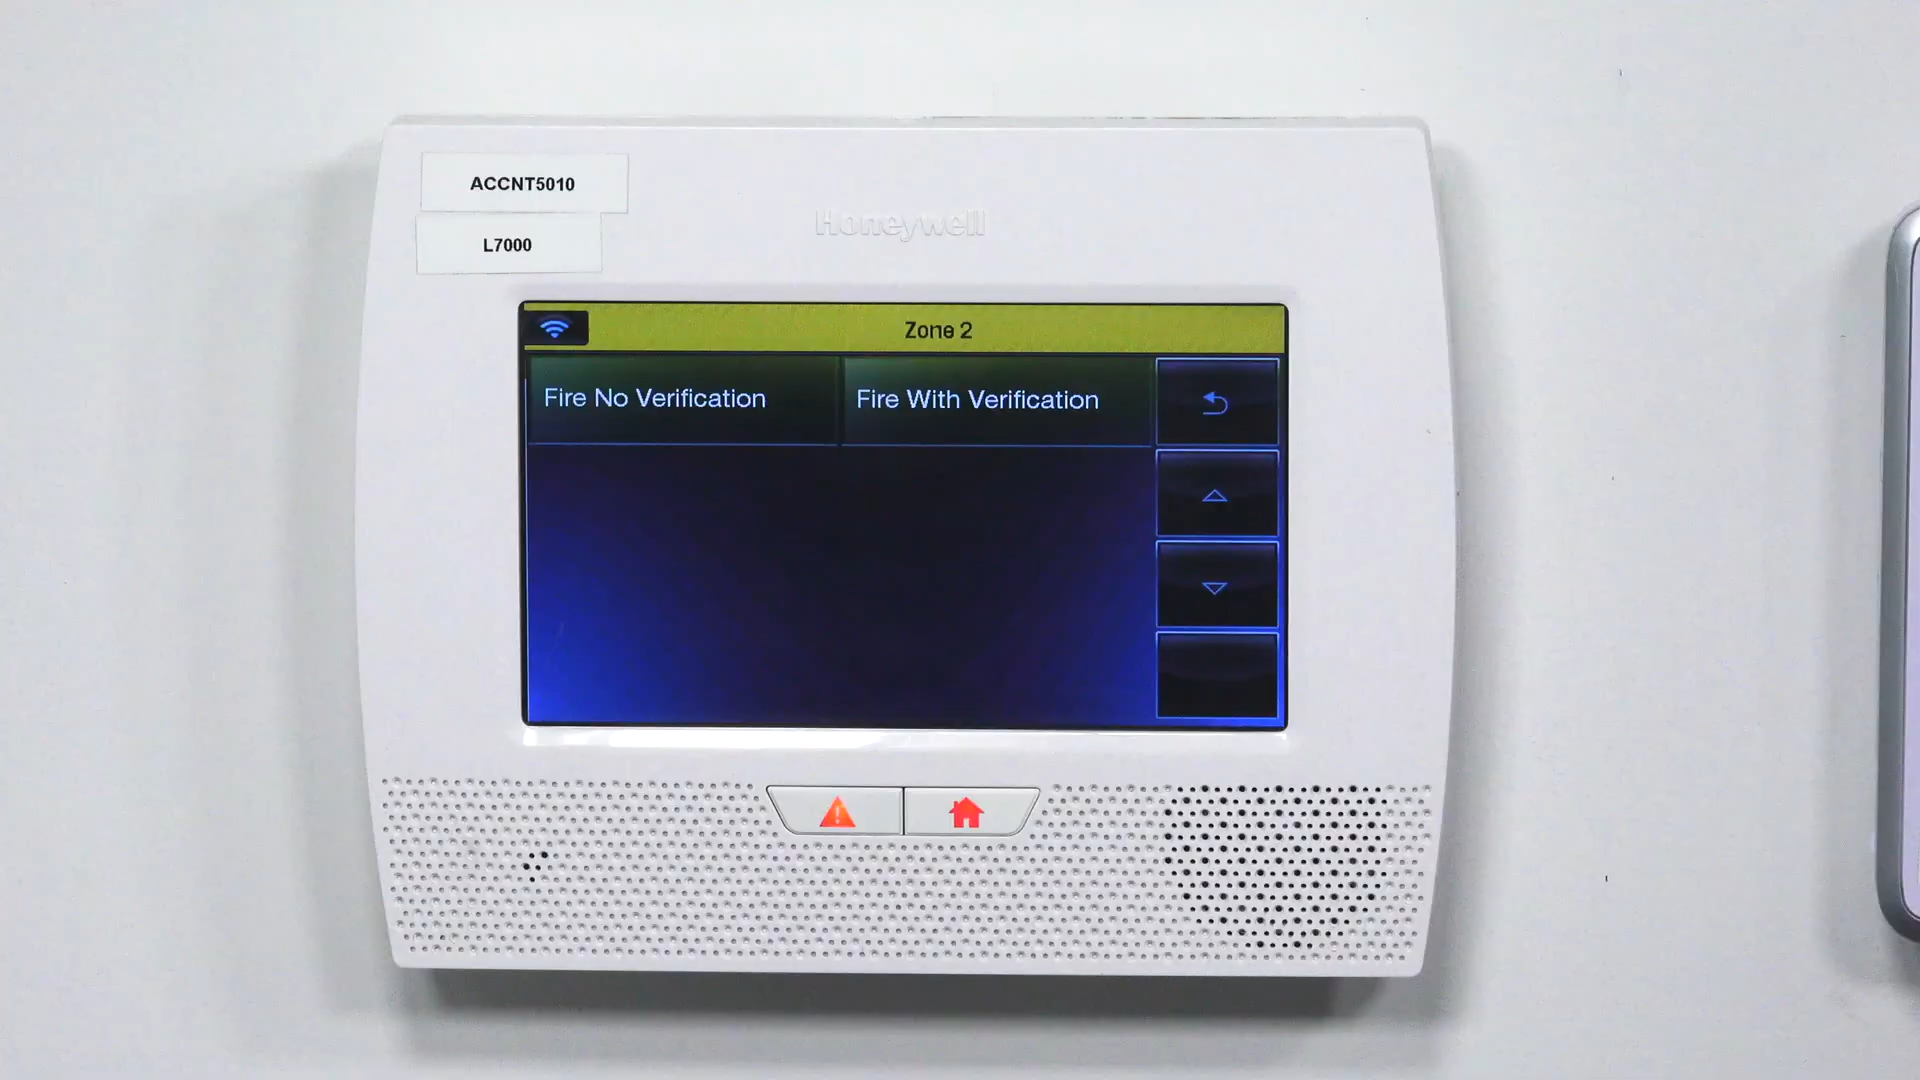 ACCNT5010
L7000
Honeywell
Zone 2
Fire No Verification
Fire With Verification